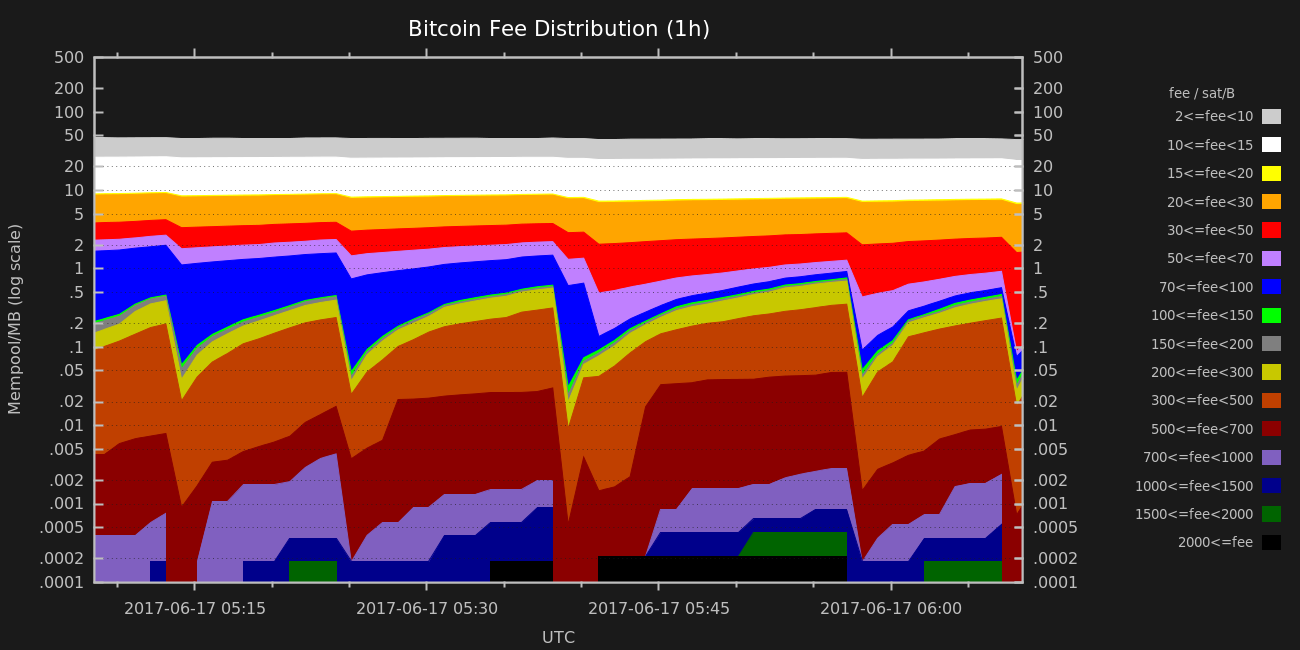 Bitcoin Fee Distribution (1h)
Mempool/MB (log scale)
500
200
100
50
20
10
5
2
1
.5
.2
.1
.05
.02
.01
.005
.002
.001
.0005
.0002
.0001
500
200
100
50
20
10
5
2
1
.5
.2
.1
.05
.02
.01
.005
.002
.001
.0005
.0002
.0001
2017-06-17 05:15
2017-06-17 05:30
2017-06-17 05:45
2017-06-17 06:00
UTC
fee / sat/B
2<=fee<10
10<=fee<15
15<=fee<20
20<=fee<30
30<=fee<50
50<=fee<70
70<=fee<100
100<=fee<150
150<=fee<200
200<=fee<300
300<=fee<500
500<=fee<700
700<=fee<1000
1000<=fee<1500
1500<=fee<2000
2000<=fee